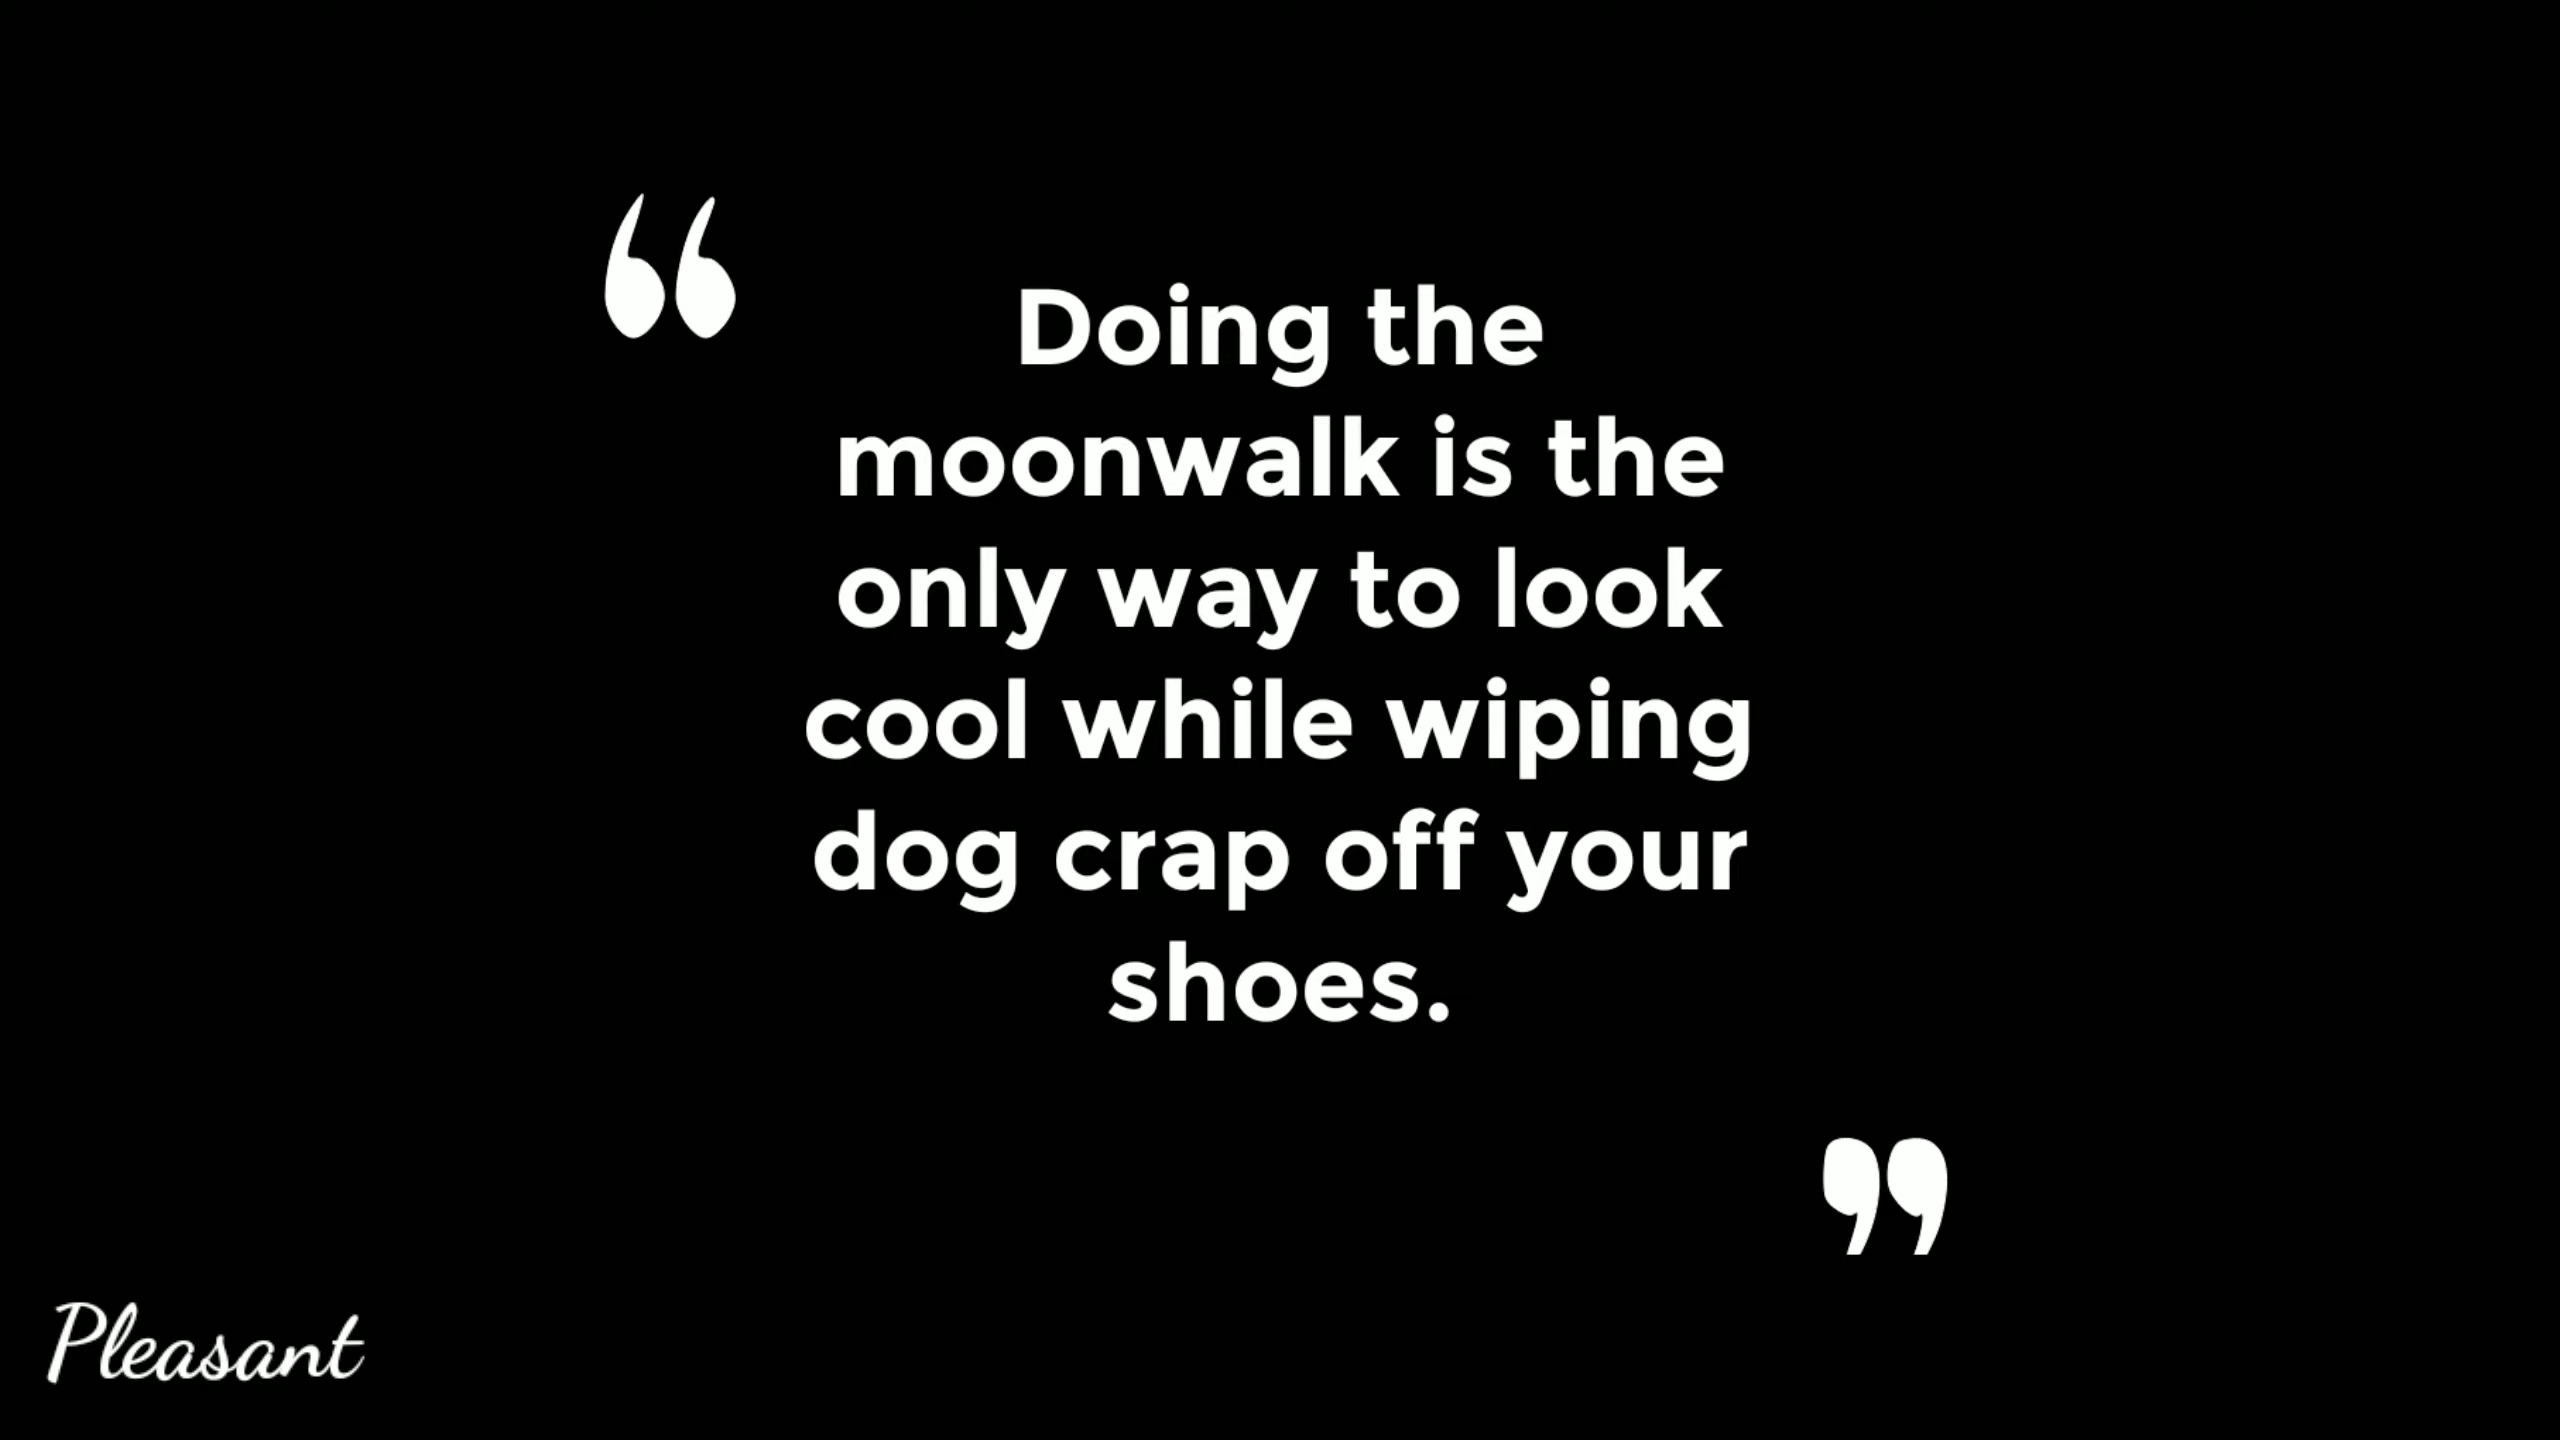 “
Doing the
moonwalk is the
only way to look
cool while wiping
dog crap off your
shoes.
”
Pleasant